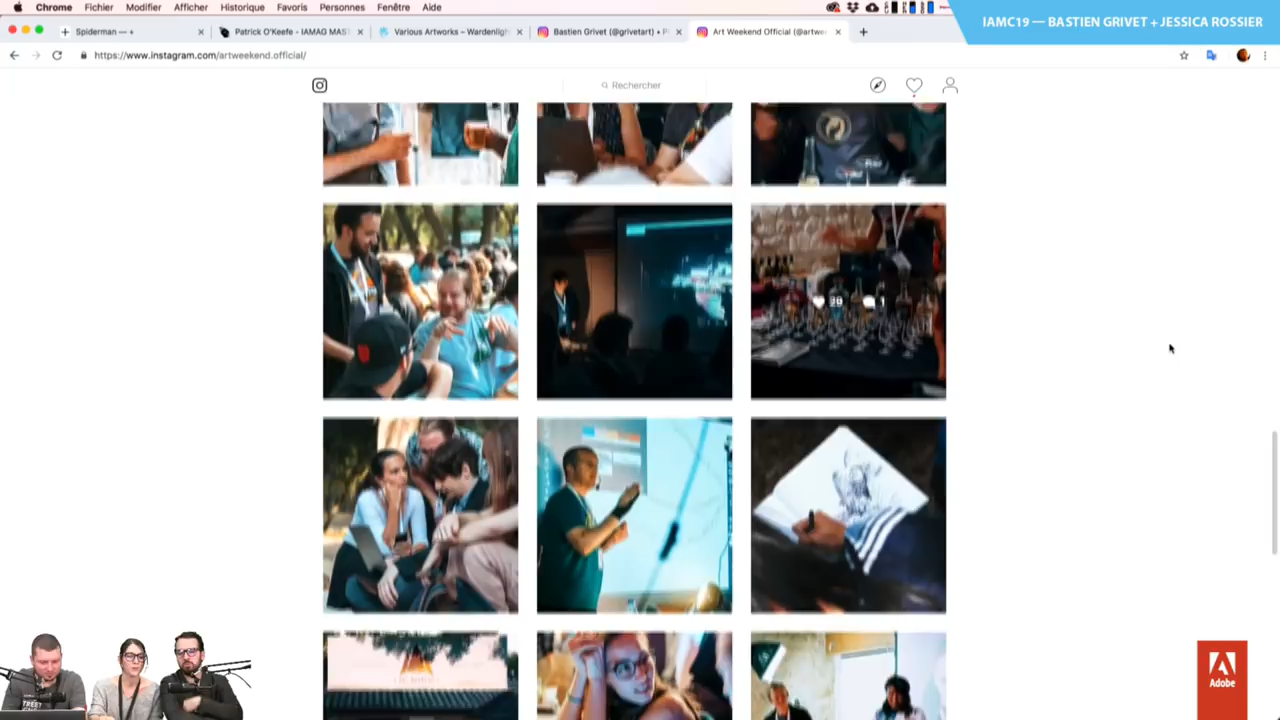 Chrome Fichier Modifier Afficher Historique Favoris Personnes Fenêtre Aide
IAMC19 — BASTIEN GRIVET + JESSICA ROSSIER
Spiderman — +
Patrick O'Keefe - IAMAG MAS
Various Artworks – Wardenligh
Bastien Grivet (@grivetart) •
Art Weekend Official (@artwe
https://www.instagram.com/artweekend.official/
Rechercher
Adobe